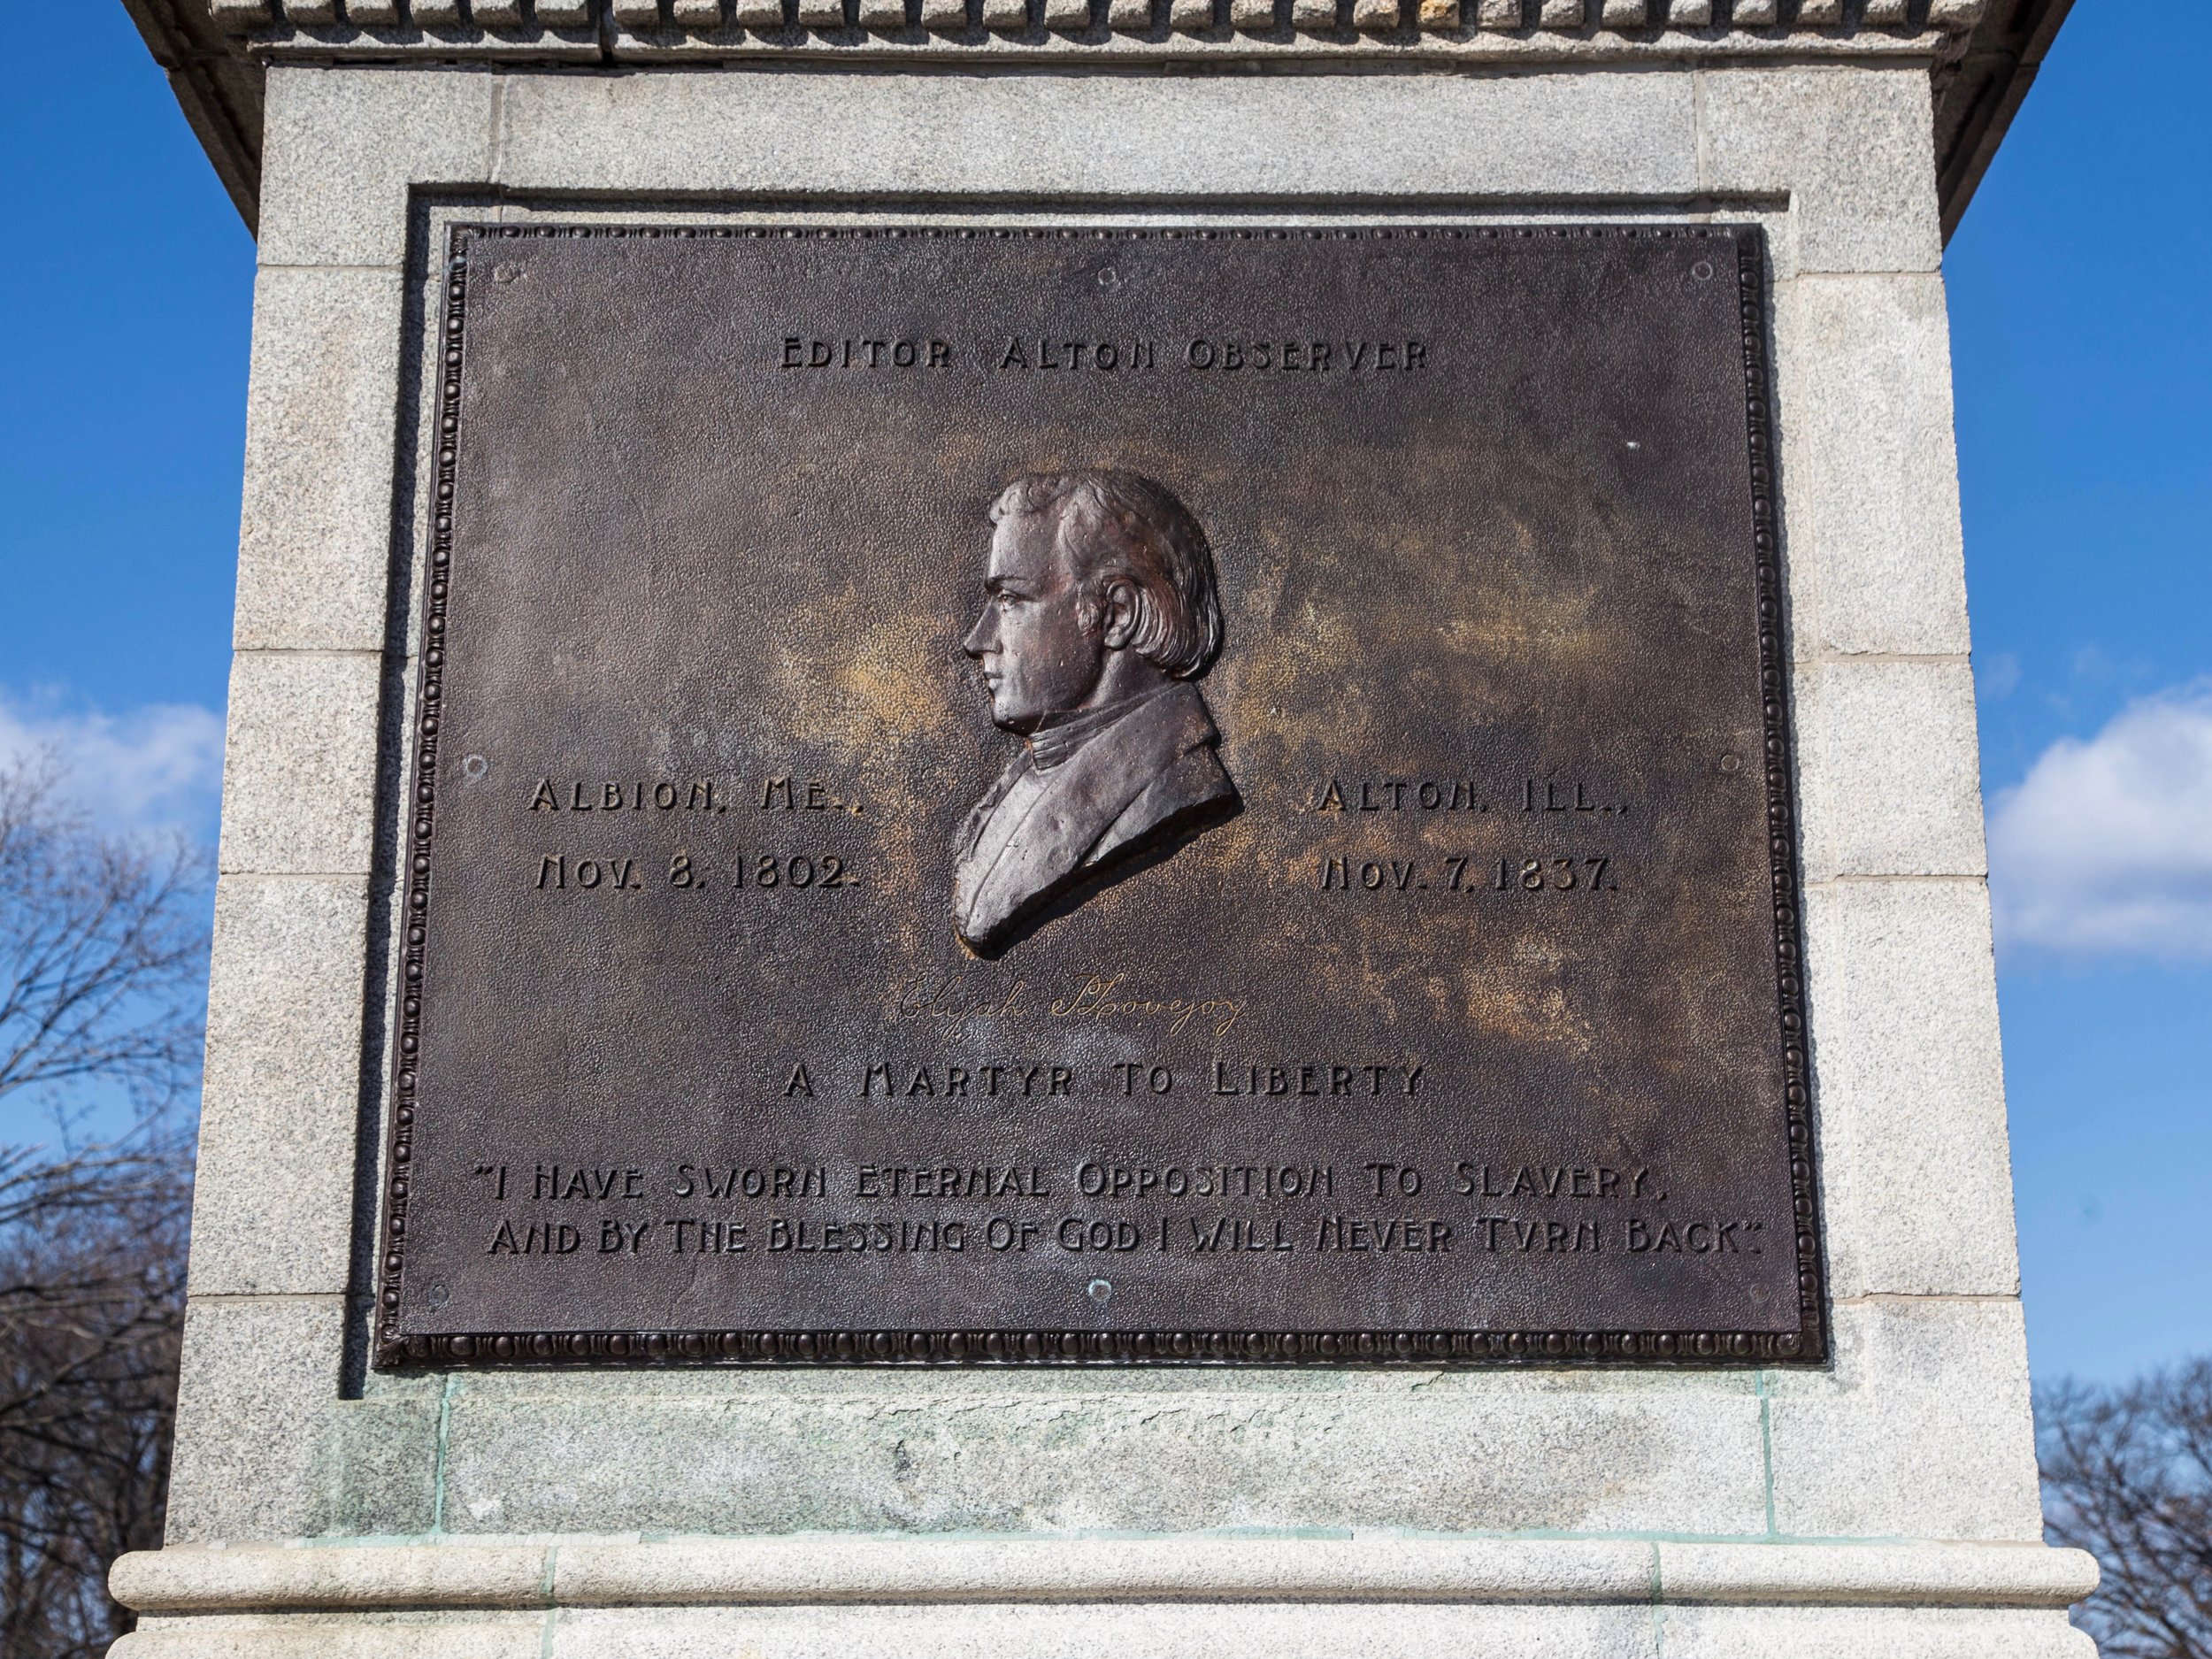 EDITOR ALTON OBSERVER
ALBION, ME.,
NOV. 8, 1802.
ALTON, ILL.,
NOV. 7, 1837.
Elijah P Lovejoy
A MARTYR TO LIBERTY
"I HAVE SWORN ETERNAL OPPOSITION TO SLAVERY,
AND BY THE BLESSING OF GOD I WILL NEVER TVRN BACK".